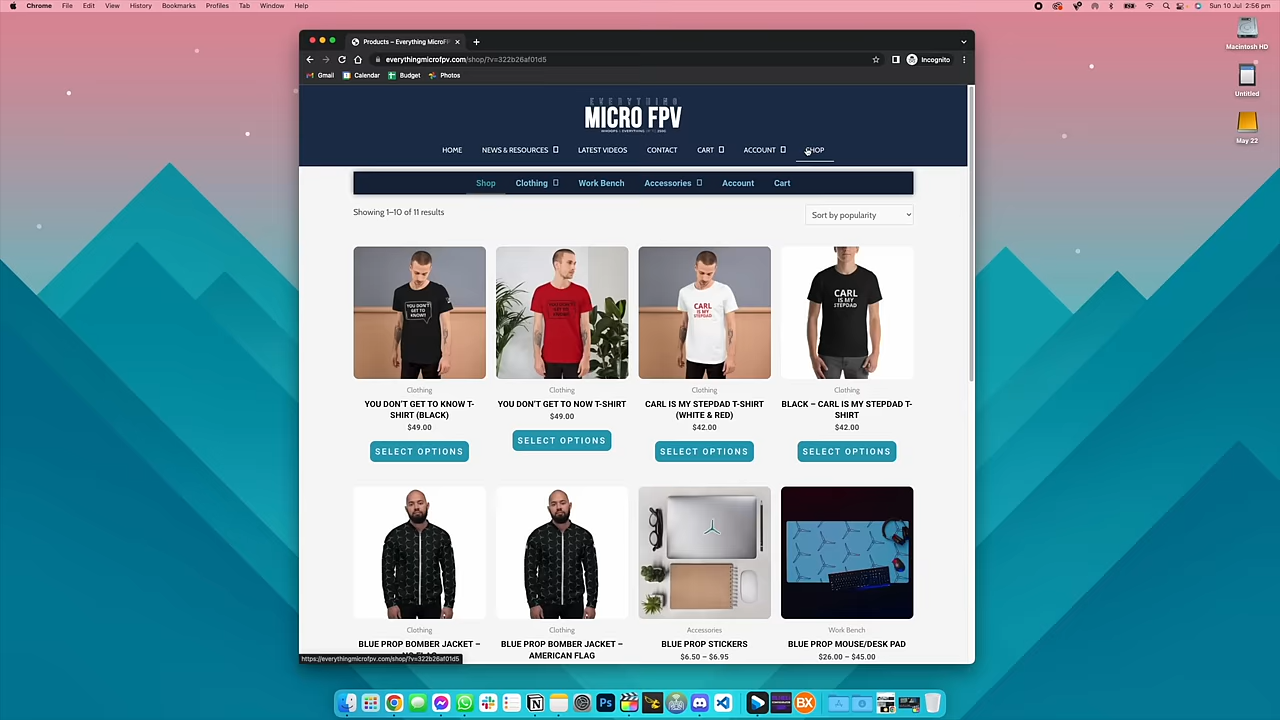 Chrome File Edit View History Bookmarks Profiles Tab Window Help
Sun 10 Jul 2:56 pm
Macintosh HD
Untitled
May 22
Products – Everything MicroF
everythingmicrofpv.com/shop/?v=322b26af01d5
Incognito
Gmail Calendar Budget Photos
EVERYTHING
MICRO FPV
HOME NEWS & RESOURCES LATEST VIDEOS CONTACT CART ACCOUNT SHOP
Shop Clothing Work Bench Accessories Account Cart
Showing 1–10 of 11 results
Sort by popularity
YOU DON'T GET TO KNOW!
YOU DON'T GET TO KNOW!
CARL IS MY STEPDAD
CARL IS MY STEPDAD
Clothing Clothing Clothing Clothing
YOU DON'T GET TO KNOW T-SHIRT (BLACK)
$49.00
SELECT OPTIONS
YOU DON'T GET TO NOW T-SHIRT
$49.00
SELECT OPTIONS
CARL IS MY STEPDAD T-SHIRT (WHITE & RED)
$42.00
SELECT OPTIONS
BLACK – CARL IS MY STEPDAD T-SHIRT
$42.00
SELECT OPTIONS
Clothing
BLUE PROP BOMBER JACKET –
Clothing
BLUE PROP BOMBER JACKET – AMERICAN FLAG
Accessories
BLUE PROP STICKERS
$6.50 – $6.95
Work Bench
BLUE PROP MOUSE/DESK PAD
$26.00 – $45.00
https://everythingmicrofpv.com/shop/?v=322b26af01d5
Ps
BX